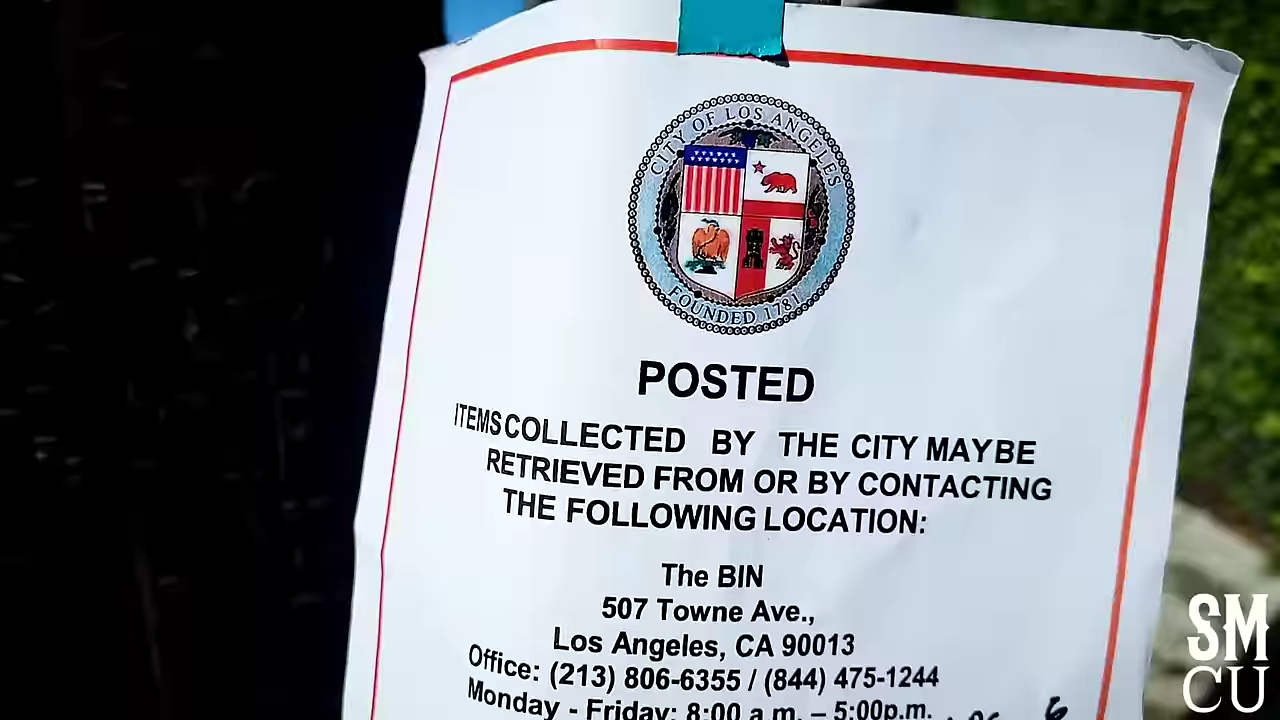 CITY OF LOS ANGELES
FOUNDED 1781
POSTED
ITEMS COLLECTED BY THE CITY MAYBE
RETRIEVED FROM OR BY CONTACTING
THE FOLLOWING LOCATION:
The BIN
507 Towne Ave.,
Los Angeles, CA 90013
Office: (213) 806-6355 / (844) 475-1244
Monday - Friday: 8:00 a.m. – 5:00p.m.
SM
CU